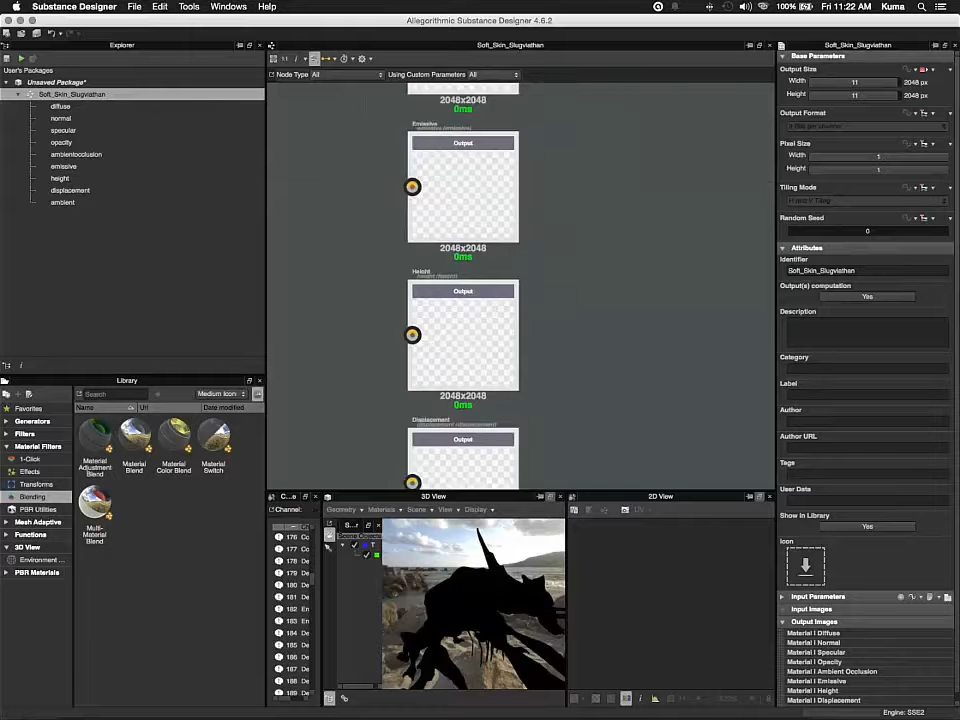 Substance Designer File Edit Tools Windows Help 100% Fri 11:22 AM Kuma
Allegorithmic Substance Designer 4.6.2
Explorer
User's Packages
Unsaved Package*
Soft_Skin_Slugviathan
diffuse
normal
specular
opacity
ambientocclusion
emissive
height
displacement
ambient
Library
Search
Medium Icon
Name Url Date modified
Favorites
Generators
Filters
Material Filters
1-Click
Effects
Transforms
Blending
PBR Utilities
Mesh Adaptive
Functions
3D View
Environment ...
PBR Materials
Material Adjustment Blend
Material Blend
Material Color Blend
Material Switch
Multi-Material Blend
Soft_Skin_Slugviathan
Node Type All Using Custom Parameters All
2048x2048
0ms
Emissive
Output
2048x2048
0ms
Height
Output
2048x2048
0ms
Displacement
Output
C...
Channel:
176 Co
177 Co
178 De
179 De
180 De
181 De
182 En
183 En
184 De
185 De
186 De
187 De
188 De
189 De
3D View
Geometry Materials Scene View Display
S...
2D View
UV
Soft_Skin_Slugviathan
Base Parameters
Output Size
Width 11 2048 px
Height 11 2048 px
Output Format
Pixel Size
Width 1
Height 1
Tiling Mode
Random Seed
0
Attributes
Identifier
Soft_Skin_Slugviathan
Output(s) computation
Yes
Description
Category
Label
Author
Author URL
Tags
User Data
Show in Library
Yes
Icon
Input Parameters
Input Images
Output Images
Material | Diffuse
Material | Normal
Material | Specular
Material | Opacity
Material | Ambient Occlusion
Material | Emissive
Material | Height
Material | Displacement
Engine: SSE2